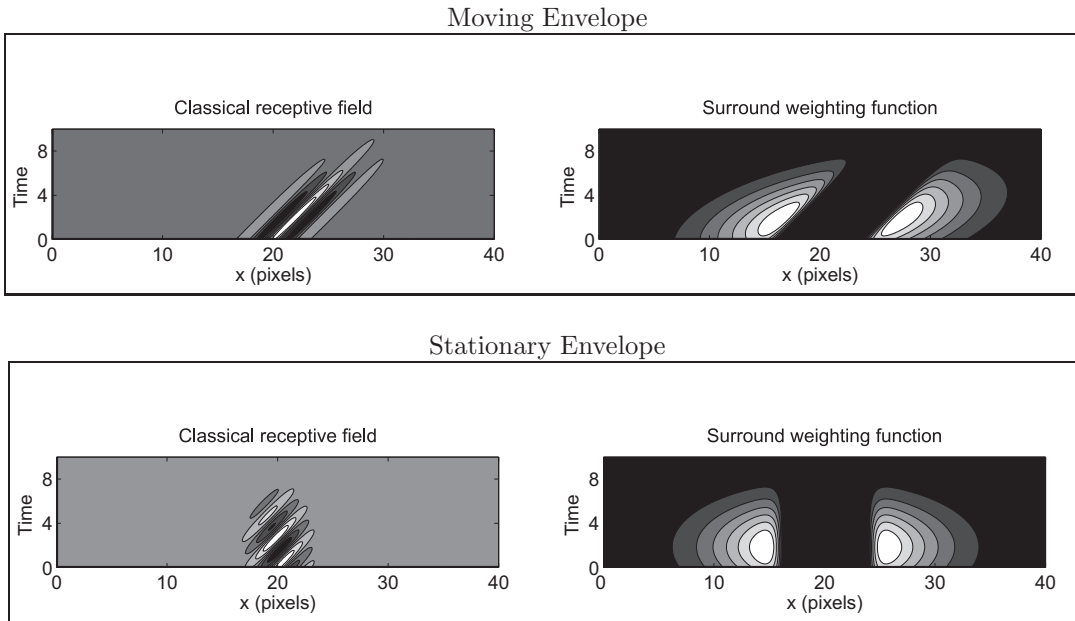 Moving Envelope
Classical receptive field
Surround weighting function
8
4
0
Time
0 10 20 30 40
x (pixels)
8
4
0
Time
0 10 20 30 40
x (pixels)
Stationary Envelope
Classical receptive field
Surround weighting function
8
4
0
Time
0 10 20 30 40
x (pixels)
8
4
0
Time
0 10 20 30 40
x (pixels)